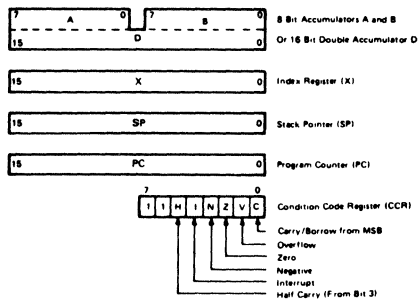 7 A 0 7 B 0 8 Bit Accumulators A and B
15 D 0 Or 16 Bit Double Accumulator D
15 X 0 Index Register (X)
15 SP 0 Stack Pointer (SP)
15 PC 0 Program Counter (PC)
7 0
1 1 H I N Z V C Condition Code Register (CCR)
Carry/Borrow from MSB
Overflow
Zero
Negative
Interrupt
Half Carry (From Bit 3)